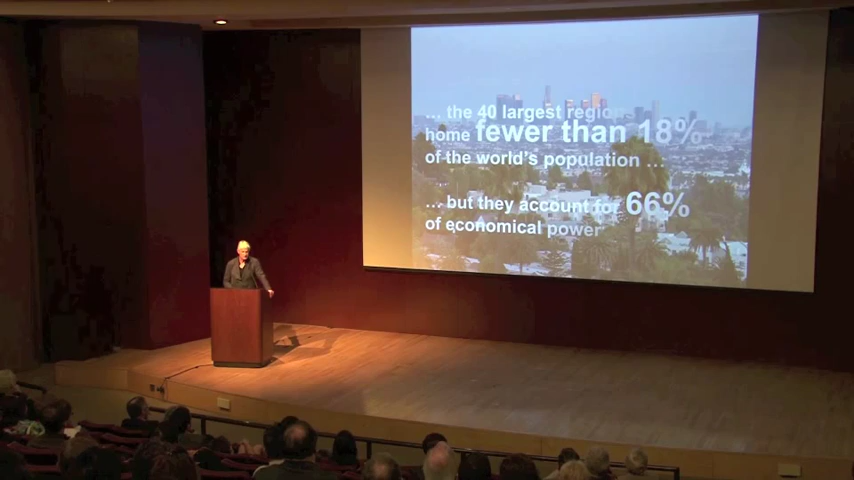 ... the 40 largest regions
home fewer than 18%
of the world's population ...
... but they account for 66%
of economical power